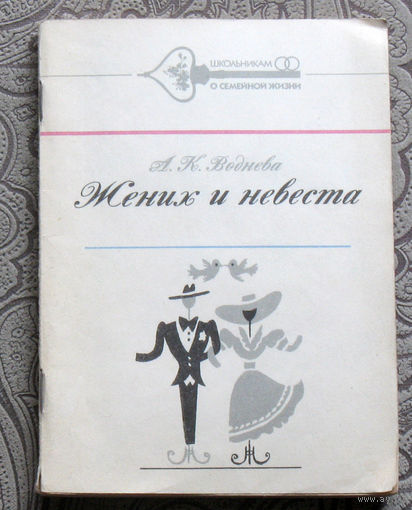 ШКОЛЬНИКАМ
О СЕМЕЙНОЙ ЖИЗНИ
А. К. Воднева
Жених и невеста